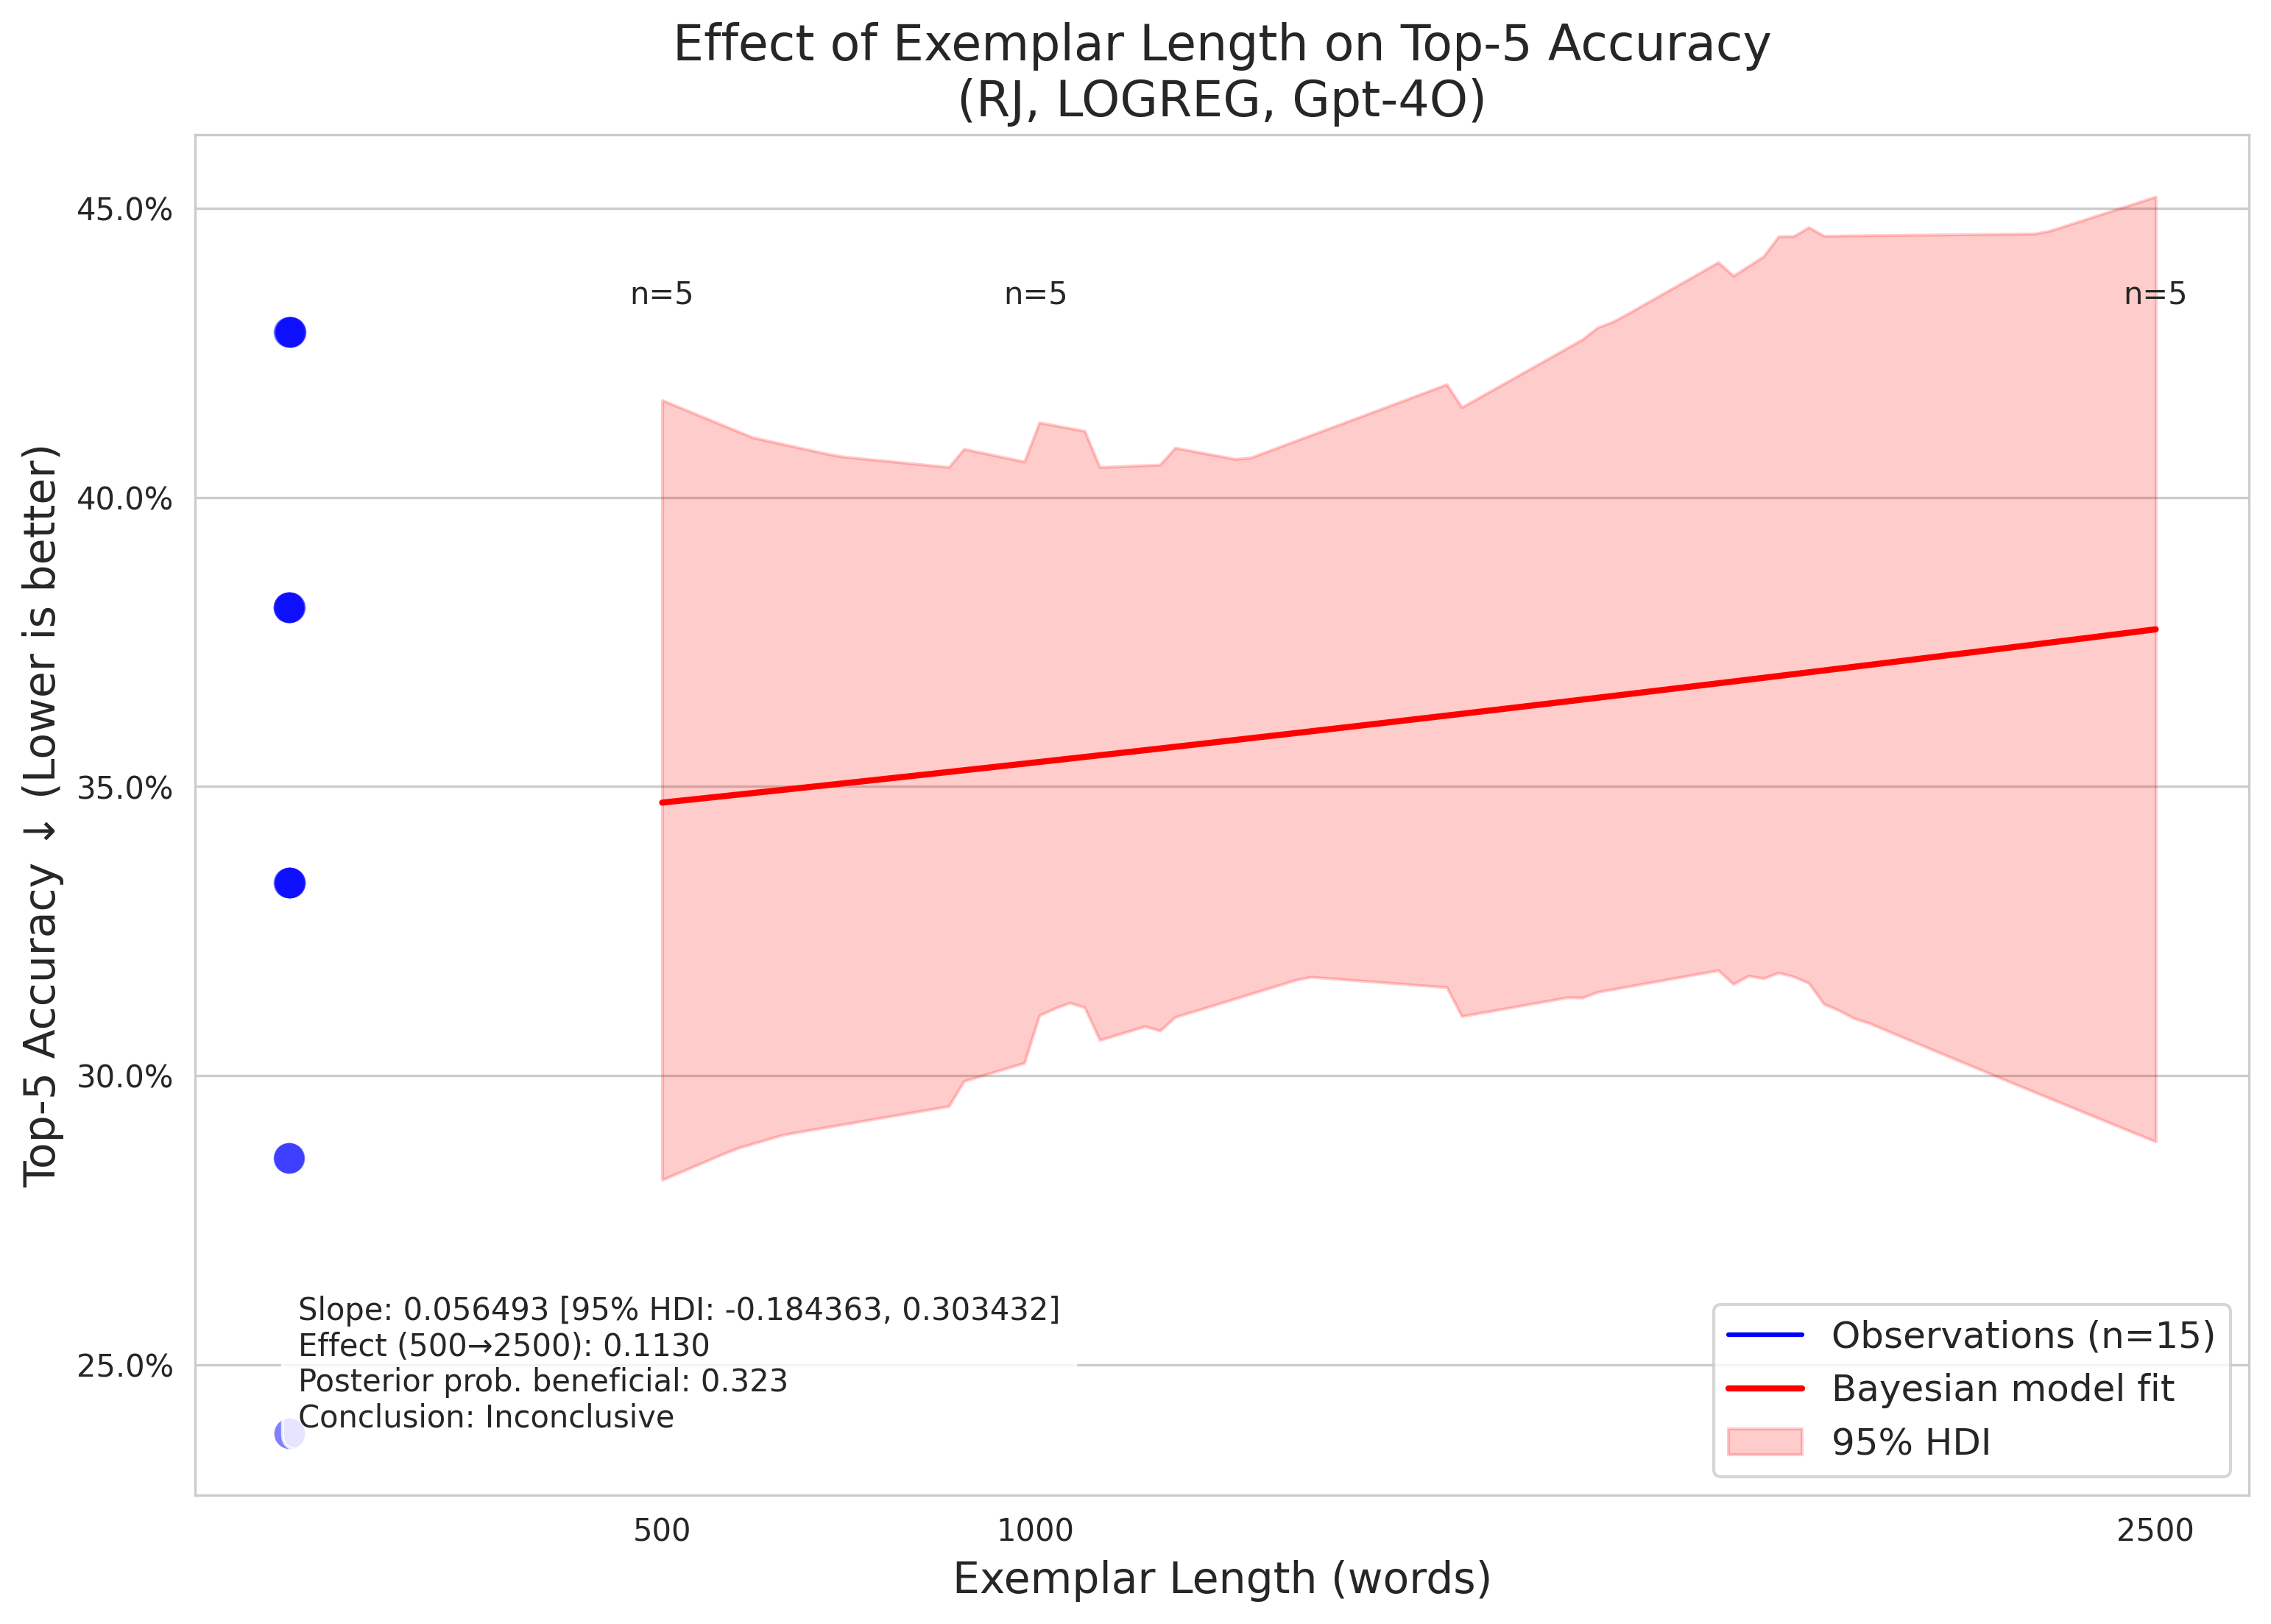 Effect of Exemplar Length on Top-5 Accuracy
(RJ, LOGREG, Gpt-4O)
Top-5 Accuracy ↓ (Lower is better)
45.0%
40.0%
35.0%
30.0%
25.0%
n=5
n=5
n=5
Slope: 0.056493 [95% HDI: -0.184363, 0.303432]
Effect (500→2500): 0.1130
Posterior prob. beneficial: 0.323
Conclusion: Inconclusive
Observations (n=15)
Bayesian model fit
95% HDI
500
1000
2500
Exemplar Length (words)